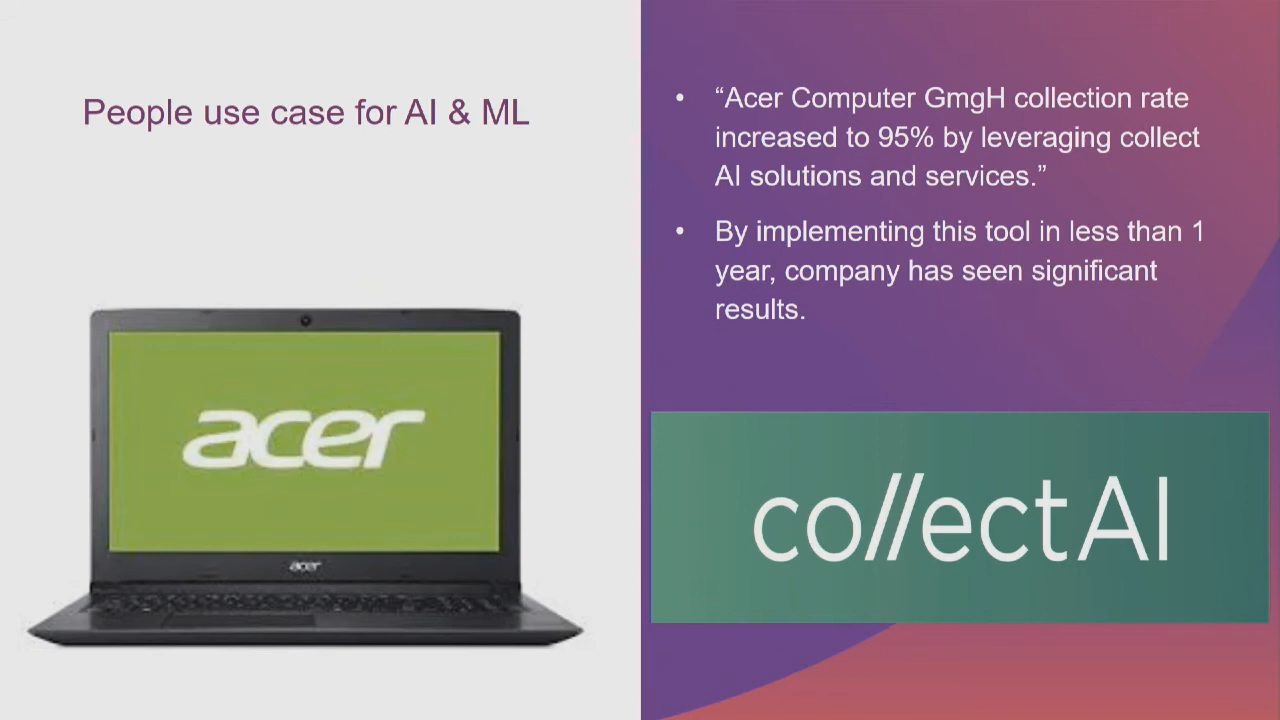 People use case for AI & ML
acer
acer
• “Acer Computer GmgH collection rate
increased to 95% by leveraging collect
AI solutions and services.”
• By implementing this tool in less than 1
year, company has seen significant
results.
collectAI